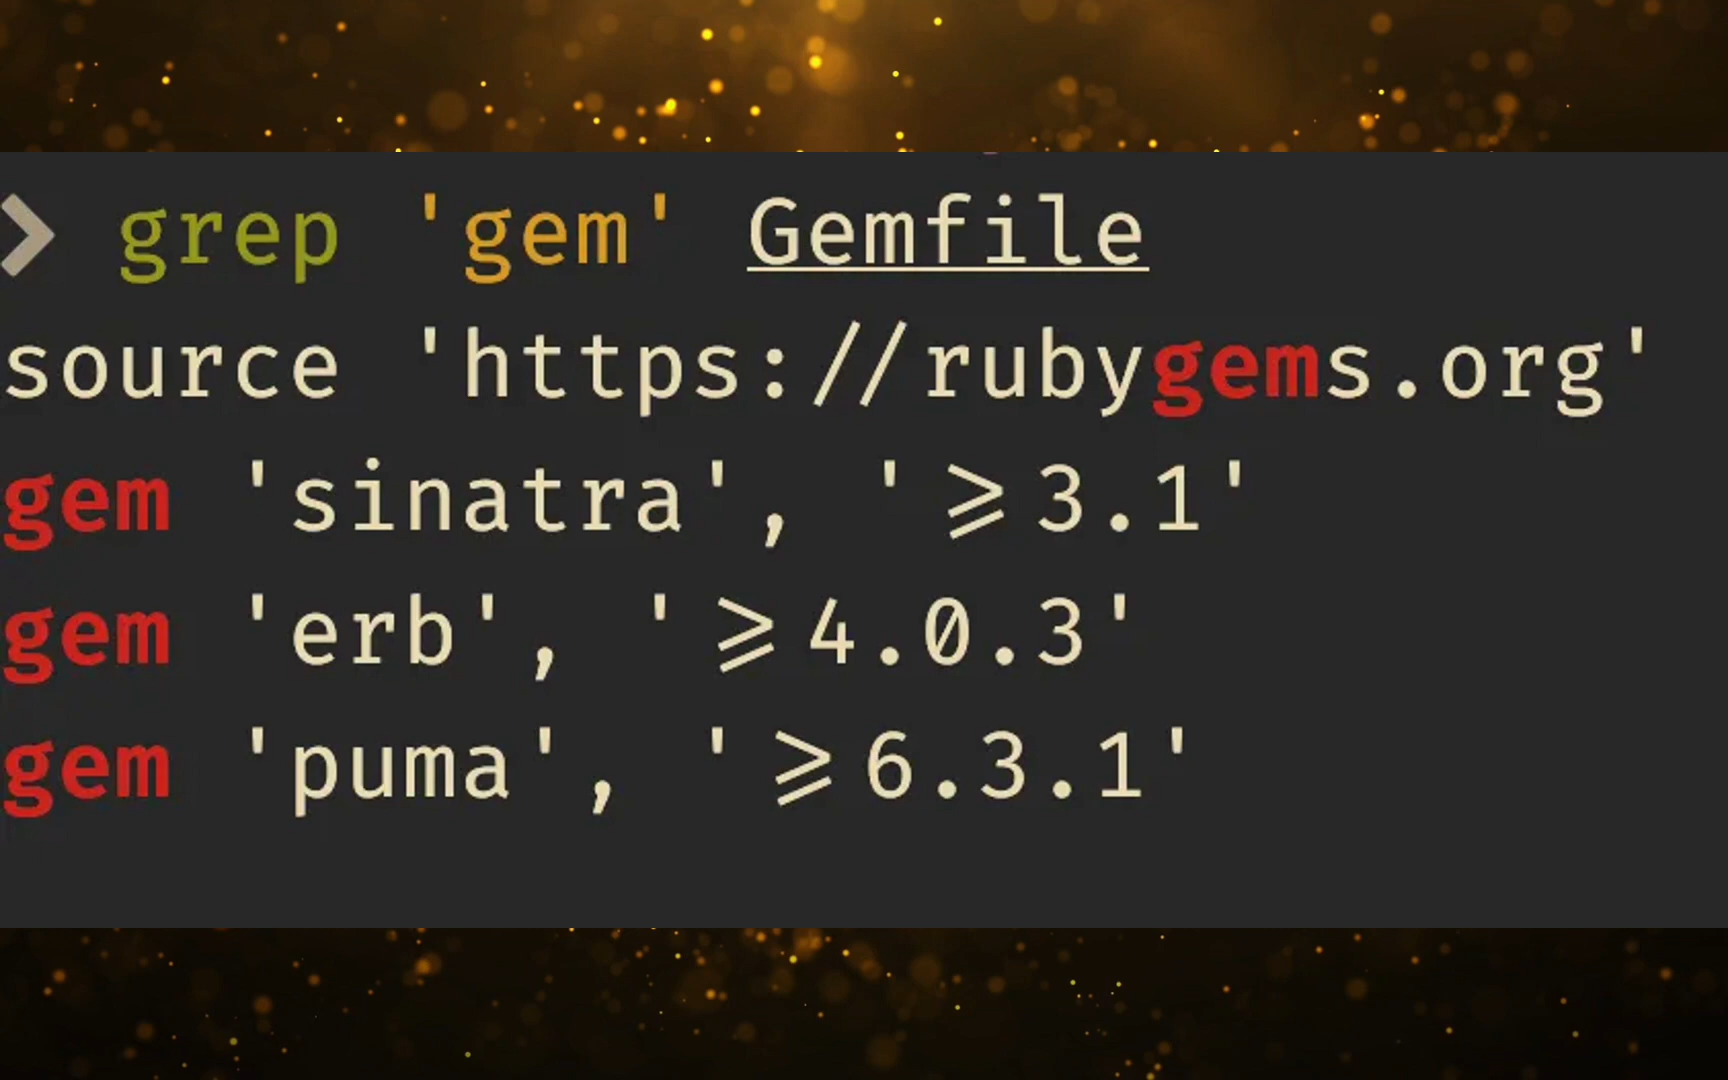 ❯ grep 'gem' Gemfile
source 'https://rubygems.org'
gem 'sinatra', '>=3.1'
gem 'erb', '>=4.0.3'
gem 'puma', '>=6.3.1'